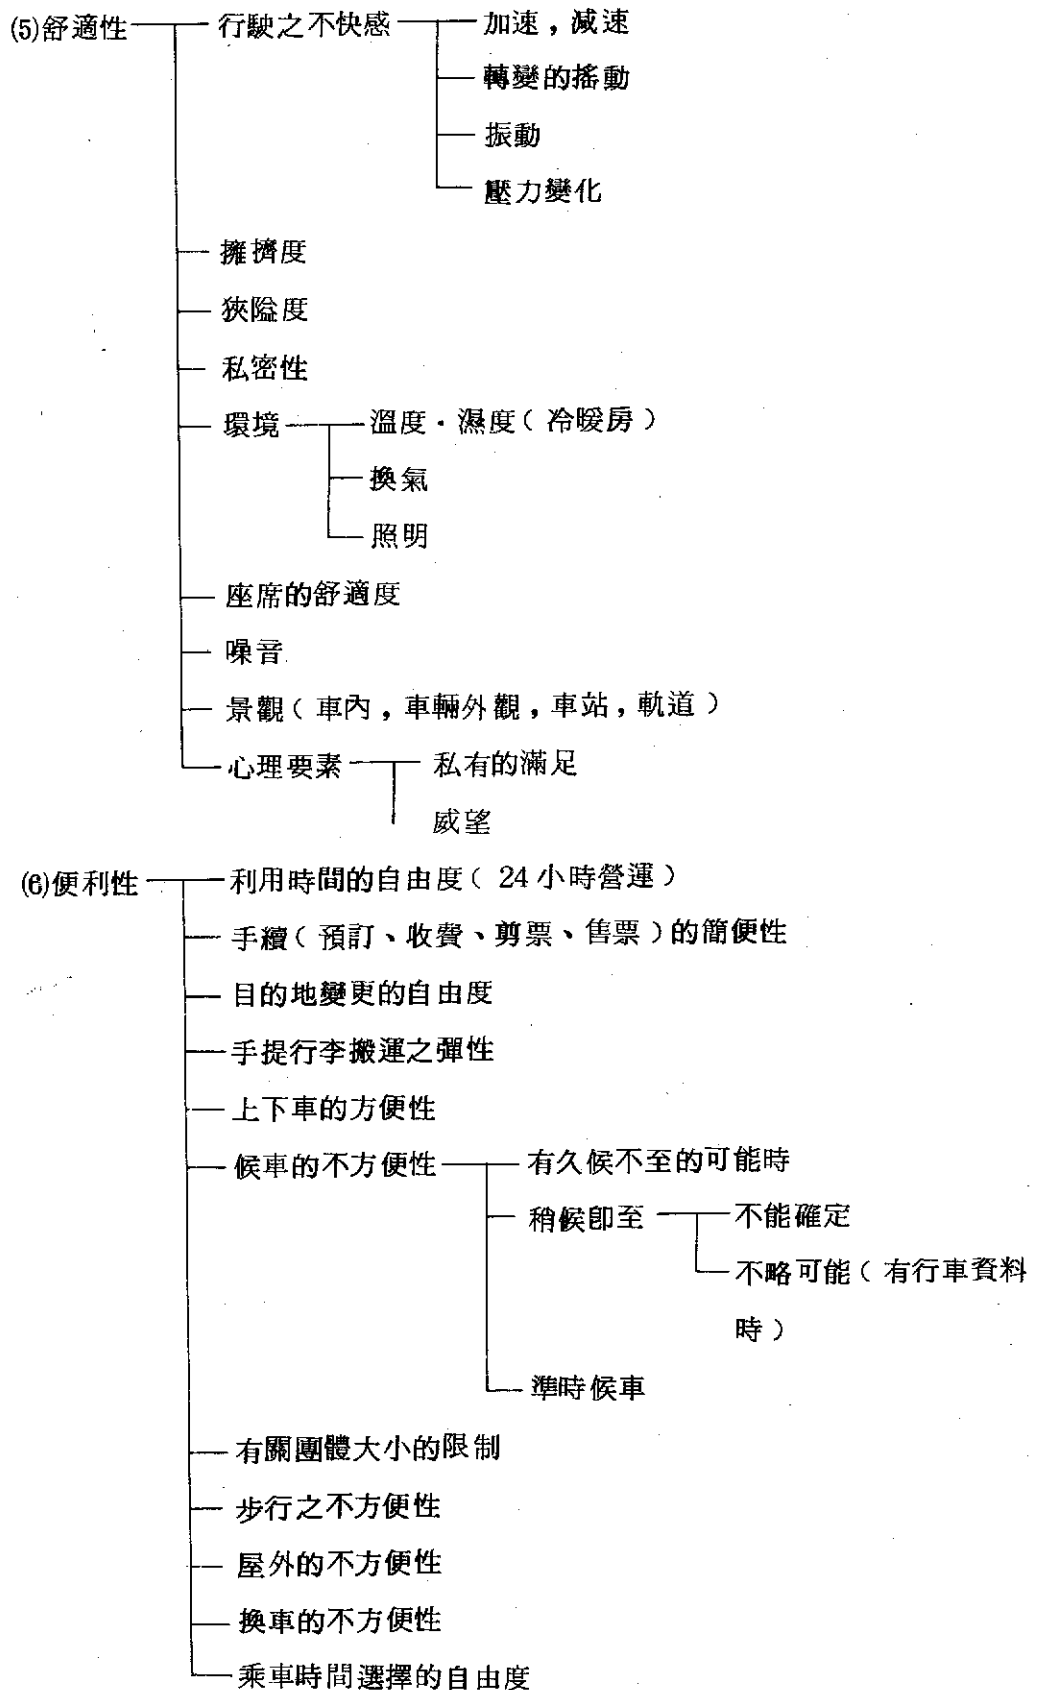 (5)舒適性 行駛之不快感 加速，減速
轉變的搖動
振動
壓力變化
擁擠度
狹隘度
私密性
環境 溫度・濕度（冷暖房）
換氣
照明
座席的舒適度
噪音
景觀（車內，車輛外觀，車站，軌道）
心理要素 私有的滿足
威望
(6)便利性 利用時間的自由度（24小時營運）
手續（預訂、收費、剪票、售票）的簡便性
目的地變更的自由度
手提行李搬運之彈性
上下車的方便性
候車的不方便性 有久候不至的可能時
稍候即至 不能確定
不略可能（有行車資料
時）
準時候車
有關團體大小的限制
步行之不方便性
屋外的不方便性
換車的不方便性
乘車時間選擇的自由度